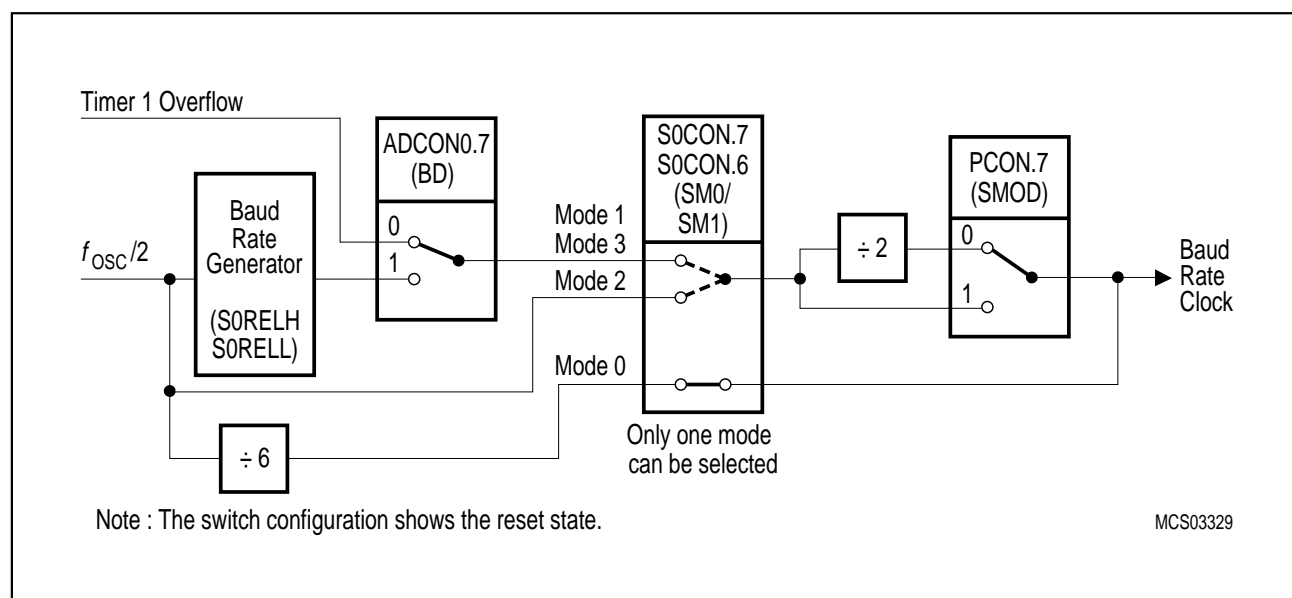 Timer 1 Overflow
ADCON0.7
(BD)
S0CON.7
S0CON.6
(SM0/
SM1)
PCON.7
(SMOD)
Baud
Rate
Generator
(S0RELH
S0RELL)
fOSC/2
0
1
Mode 1
Mode 3
Mode 2
Mode 0
÷ 2
0
1
Baud
Rate
Clock
÷ 6
Only one mode
can be selected
Note : The switch configuration shows the reset state.
MCS03329